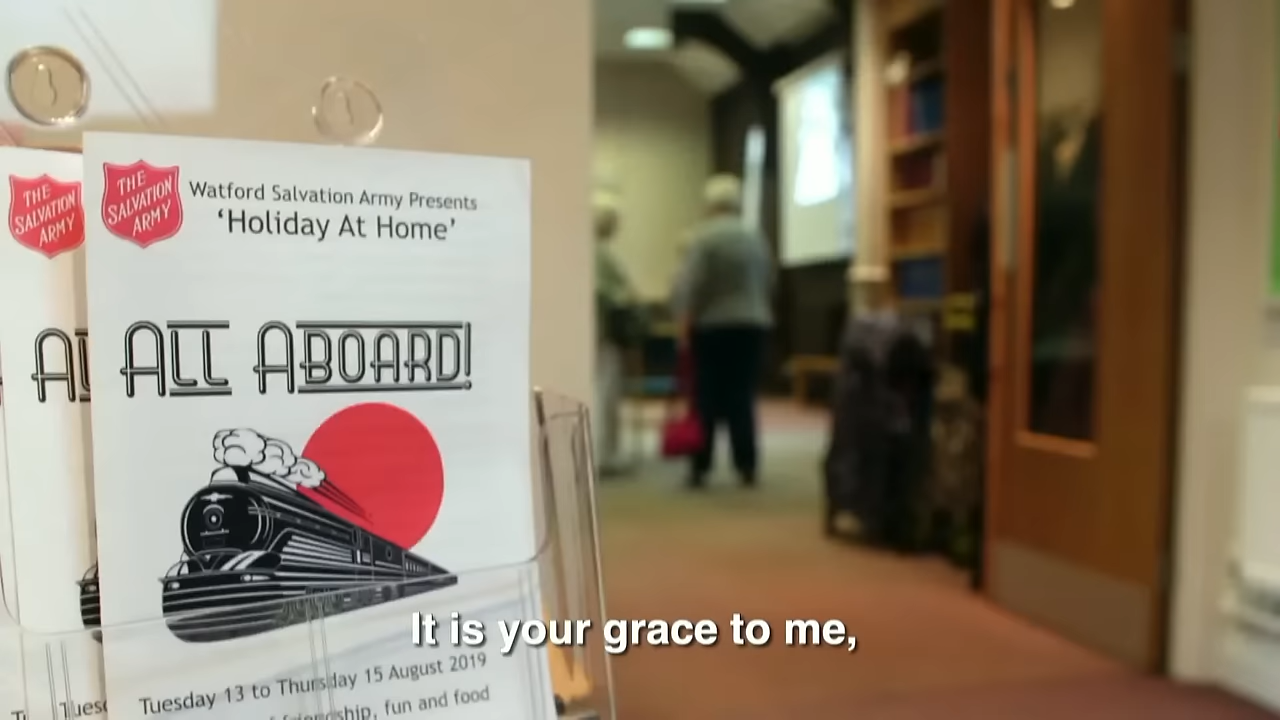 THE
SALVATION
ARMY
THE
SALVATION
ARMY
Watford Salvation Army Presents
‘Holiday At Home’
ALL ABOARD!
It is your grace to me,
Tuesday 13 to Thursday 15 August 2019
friendship, fun and food